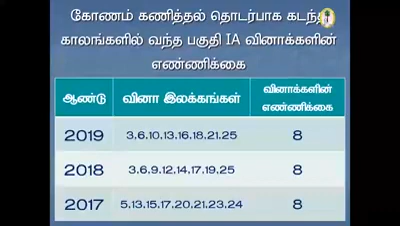 கோணம் கணித்தல் தொடர்பாக கடந்த
காலங்களில் வந்த பகுதி IA வினாக்களின்
எண்ணிக்கை
ஆண்டு வினா இலக்கங்கள் வினாக்களின் எண்ணிக்கை
2019 3.6.10.13.16.18.21.25 8
2018 3.6.9.12.14.17.19.25 8
2017 5.13.15.17.20.21.23.24 8